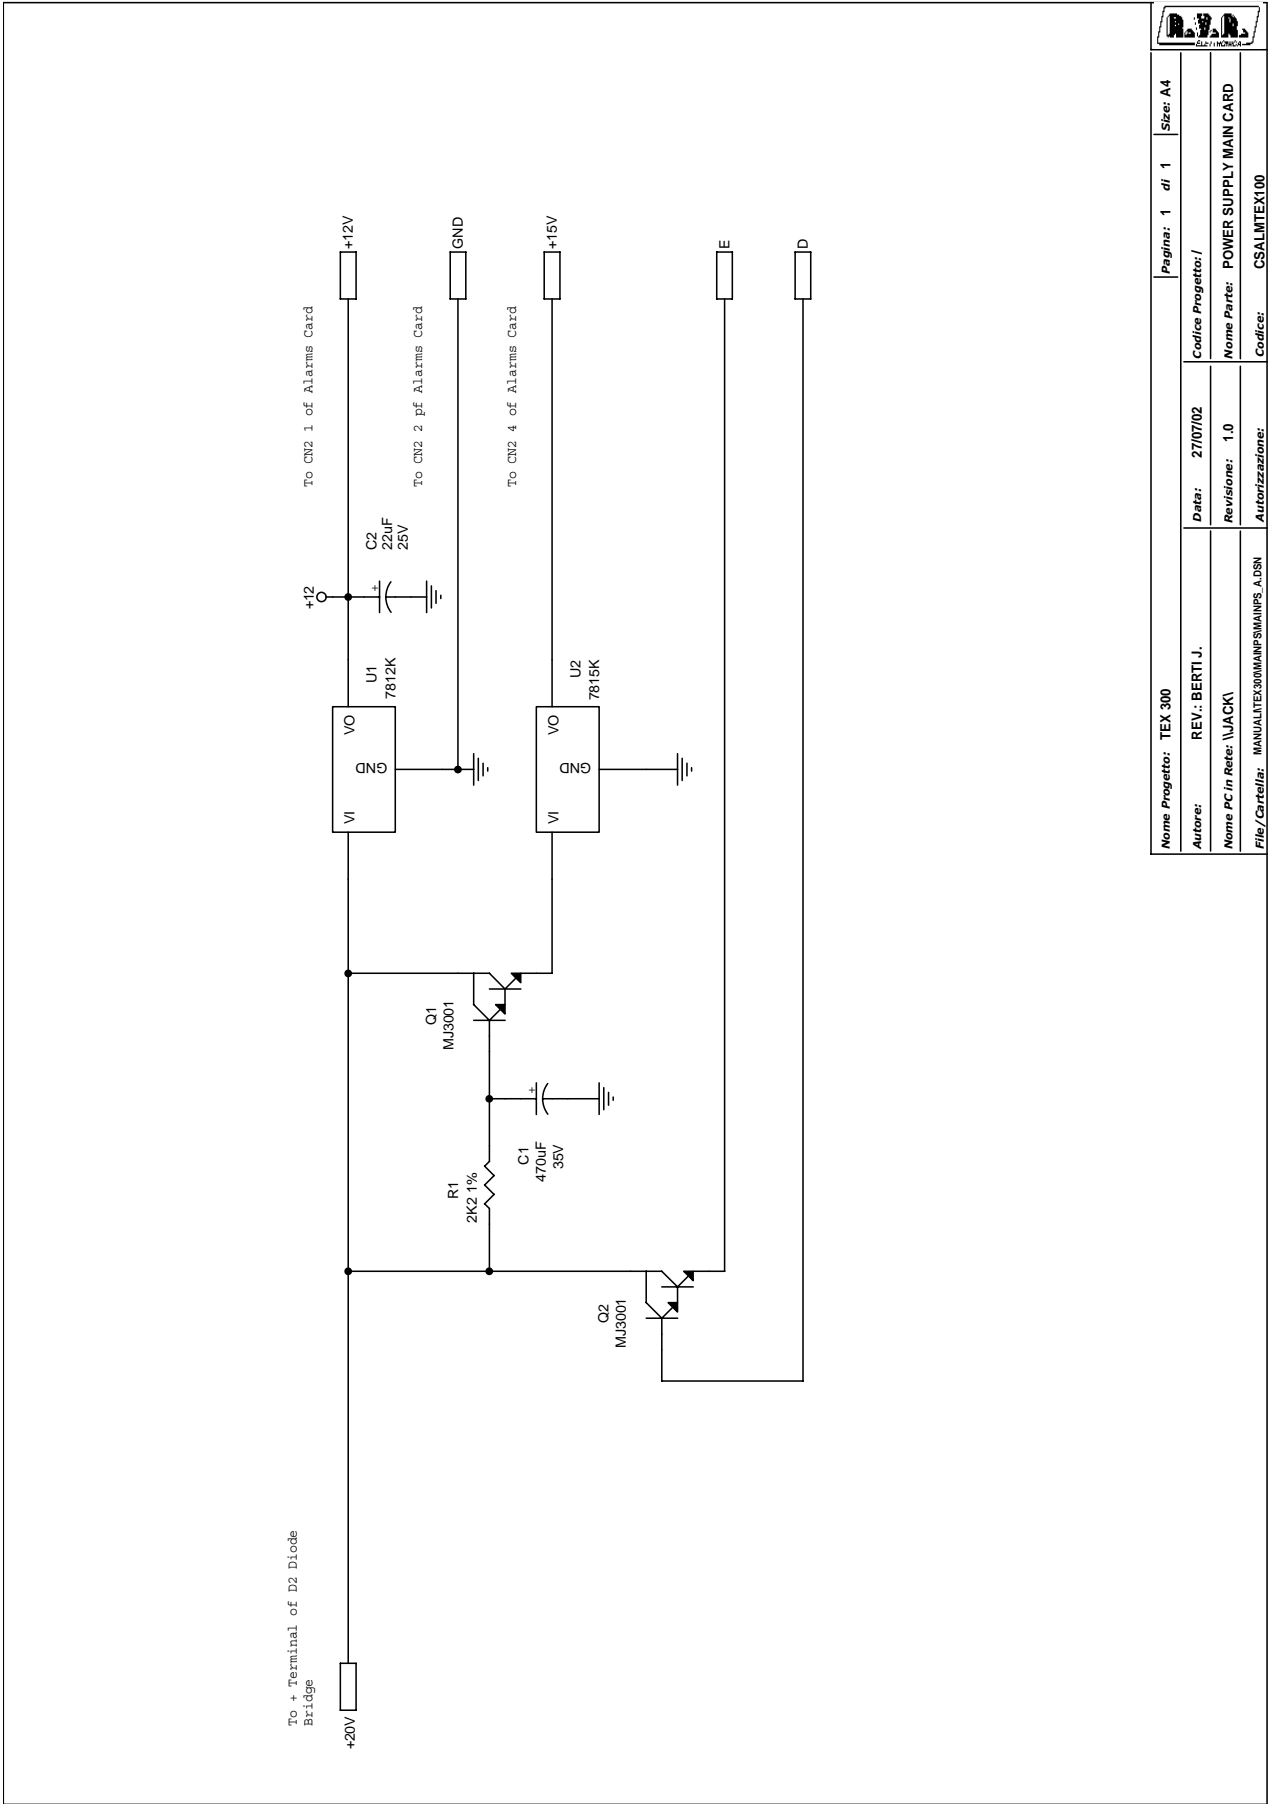 To + Terminal of D2 Diode
Bridge
+20V
Q2
MJ3001
R1
2K2 1%
C1
470uF
35V
+
Q1
MJ3001
VI
GND
VO
U1
7812K
VI
GND
VO
U2
7815K
+12
+
C2
22uF
25V
To CN2 1 of Alarms Card
To CN2 2 pf Alarms Card
To CN2 4 of Alarms Card
+12V
GND
+15V
E
D
Nome Progetto: TEX 300
Pagina: 1 di 1
Size: A4
Autore: REV.: BERTI J.
Data: 27/07/02
Codice Progetto: /
Nome PC in Rete: \\JACK\
Revisione: 1.0
Nome Parte: POWER SUPPLY MAIN CARD
File/Cartella: MANUALI\TEX300\MAINPS\MAINPS_A.DSN
Autorizzazione:
Codice: CSALMTEX100
R.V.R.
ELETTRONICA